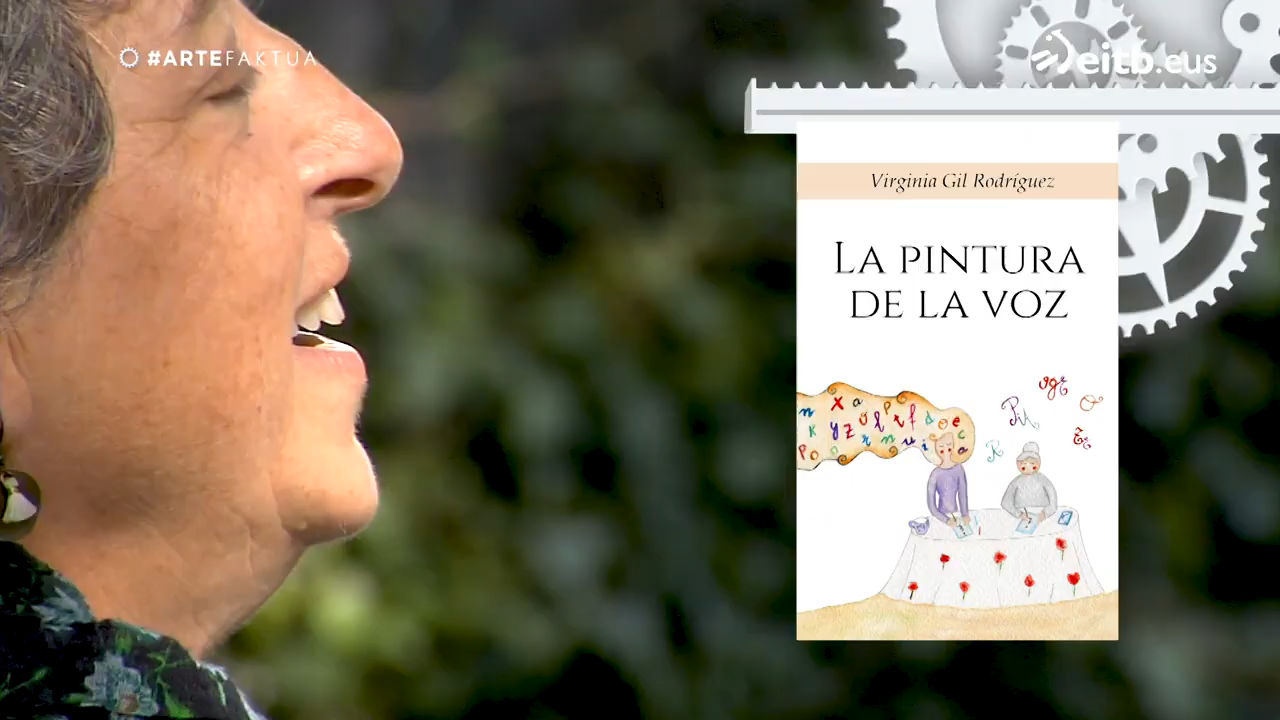 #ARTEFAKTUA
eitb.eus
Virginia Gil Rodríguez
LA PINTURA
DE LA VOZ